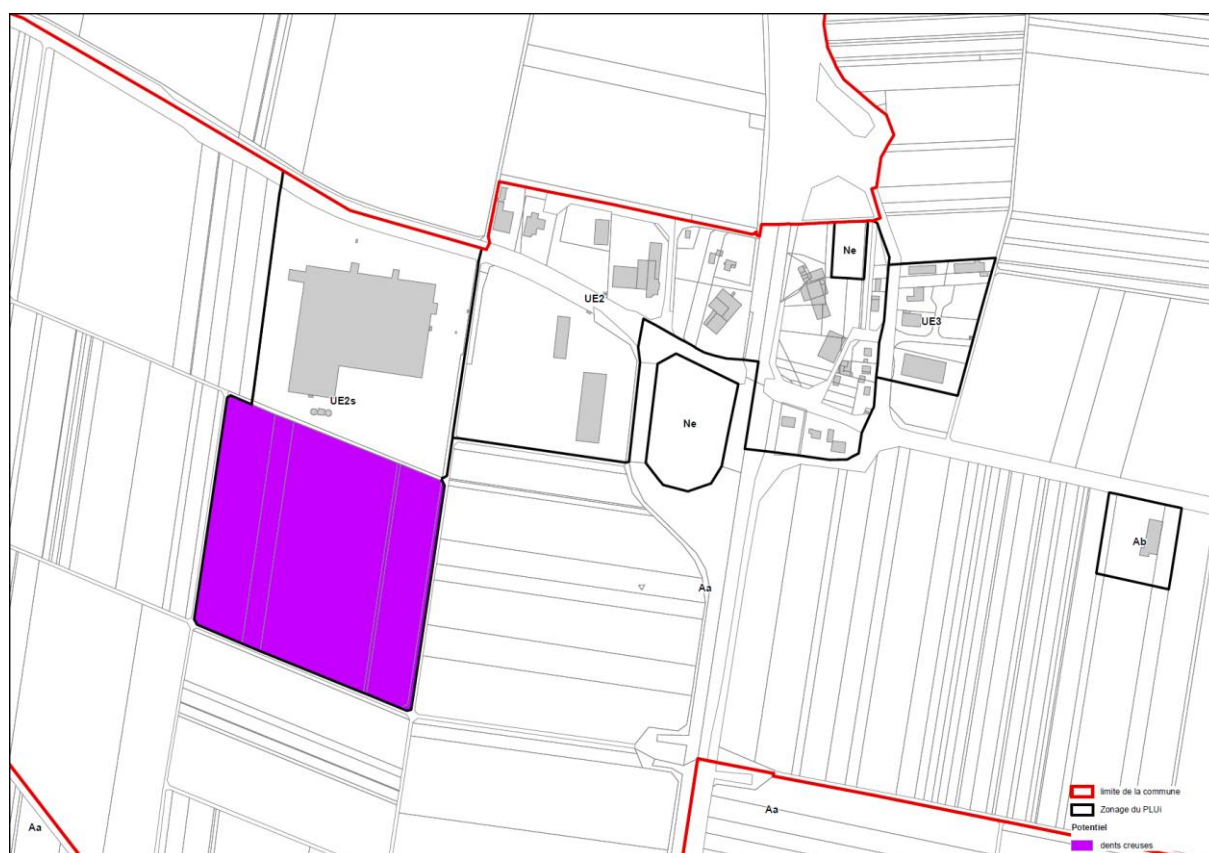 Ne
UE2
UE3
UE2s
Ne
Ab
Aa
limite de la commune
Zonage du PLUi
Aa
Potentiel
Aa
dents creuses